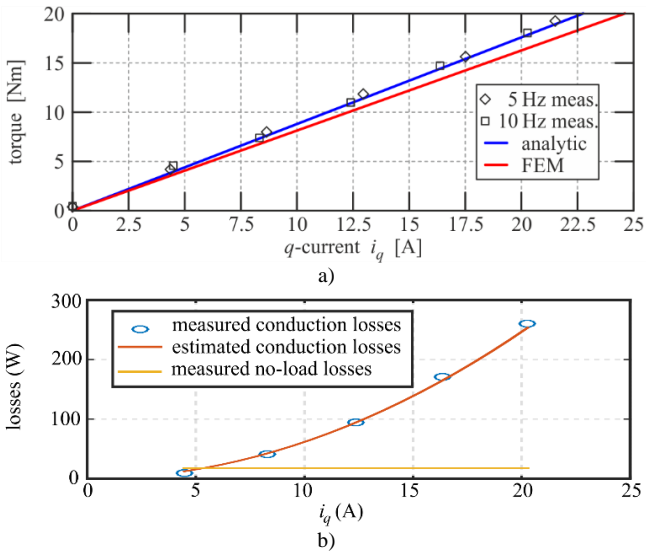 20
15
10
5
0
torque [Nm]
5 Hz meas.
10 Hz meas.
analytic
FEM
0 2.5 5 7.5 10 12.5 15 17.5 20 22.5 25
q-current iq [A]
a)
300
200
100
0
losses (W)
measured conduction losses
estimated conduction losses
measured no-load losses
0 5 10 15 20 25
iq (A)
b)